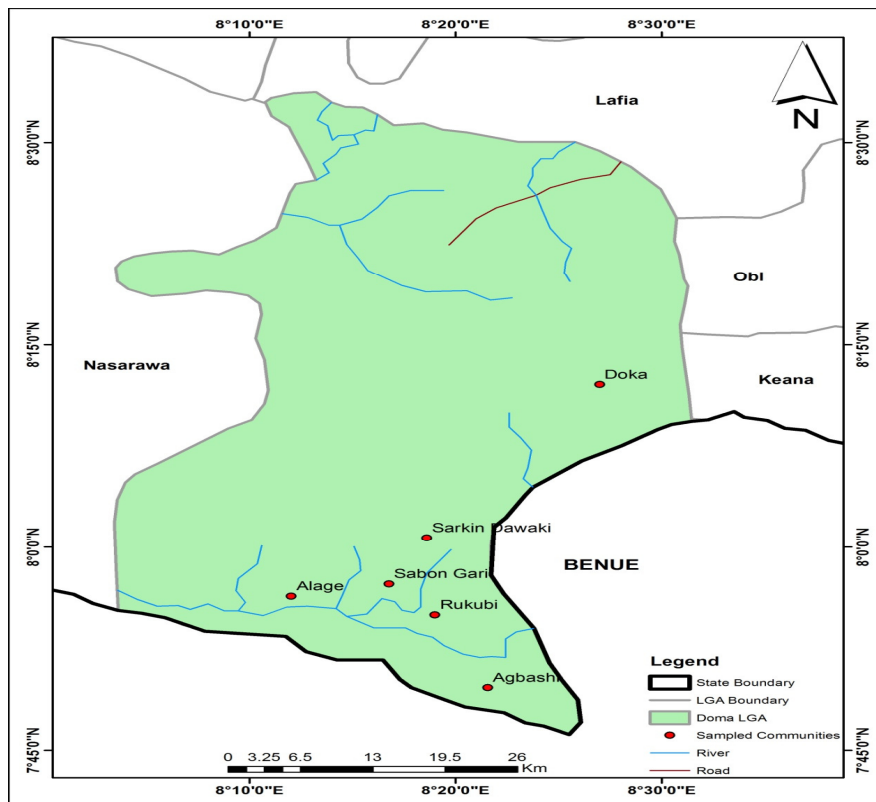 8°10'0"E 8°20'0"E 8°30'0"E
Lafia
N
8°30'0"N 8°30'0"N
Obi
8°15'0"N 8°15'0"N
Nasarawa
Doka
Keana
Sarkin Dawaki
8°0'0"N 8°0'0"N
BENUE
Sabon Gari
Alage
Rukubi
Agbashi
Legend
State Boundary
LGA Boundary
Doma LGA
Sampled Communities
River
Road
7°45'0"N 7°45'0"N
0 3.25 6.5 13 19.5 26
Km
8°10'0"E 8°20'0"E 8°30'0"E